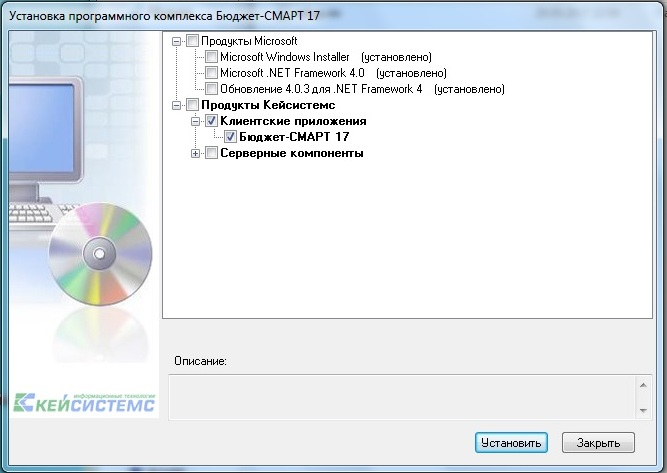 Установка программного комплекса Бюджет-СМАРТ 17
Продукты Microsoft
Microsoft Windows Installer (установлено)
Microsoft .NET Framework 4.0 (установлено)
Обновление 4.0.3 для .NET Framework 4 (установлено)
Продукты Кейсистемс
Клиентские приложения
Бюджет-СМАРТ 17
Серверные компоненты
Описание:
информационные технологии
КЕЙСИСТЕМС
Установить
Закрыть